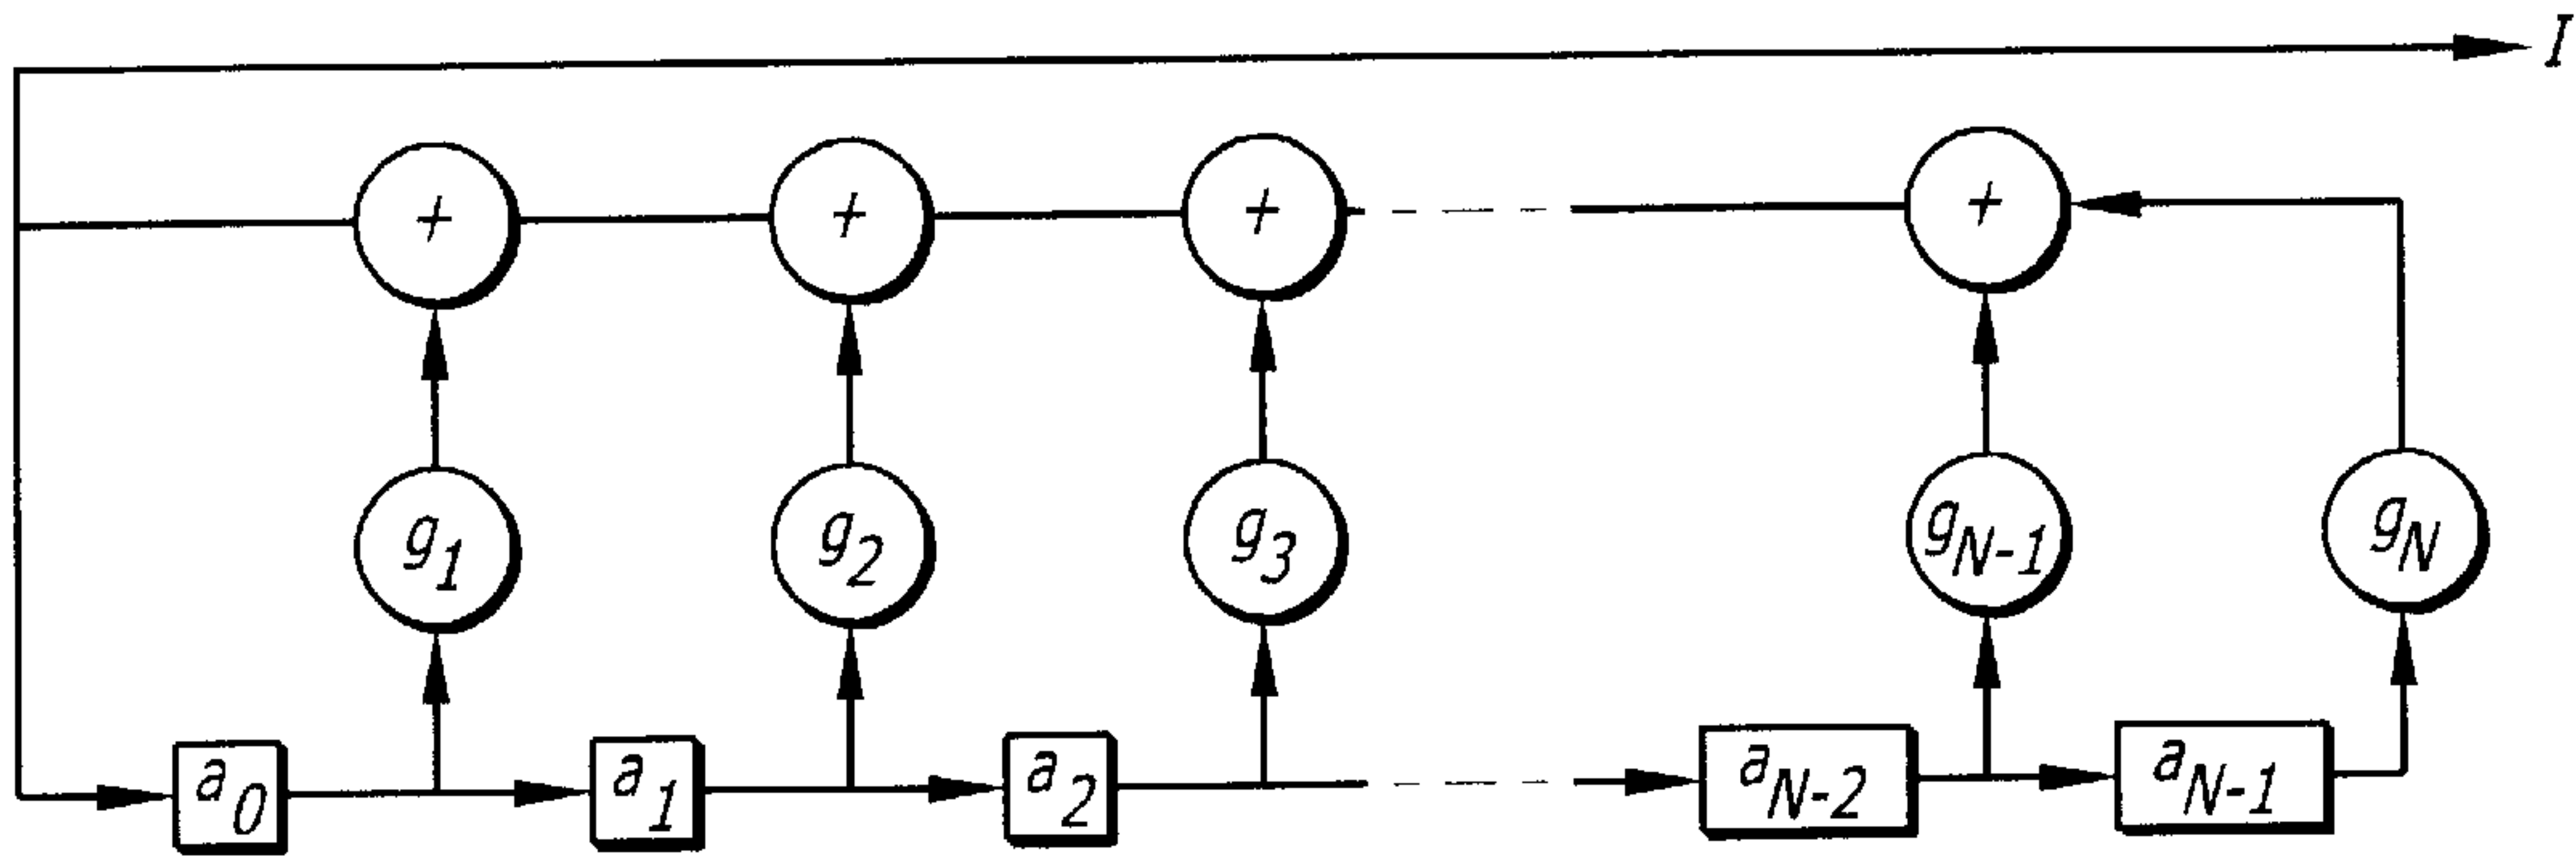 I
+ + + +
g1 g2 g3 gN-1 gN
a0 a1 a2 aN-2 aN-1